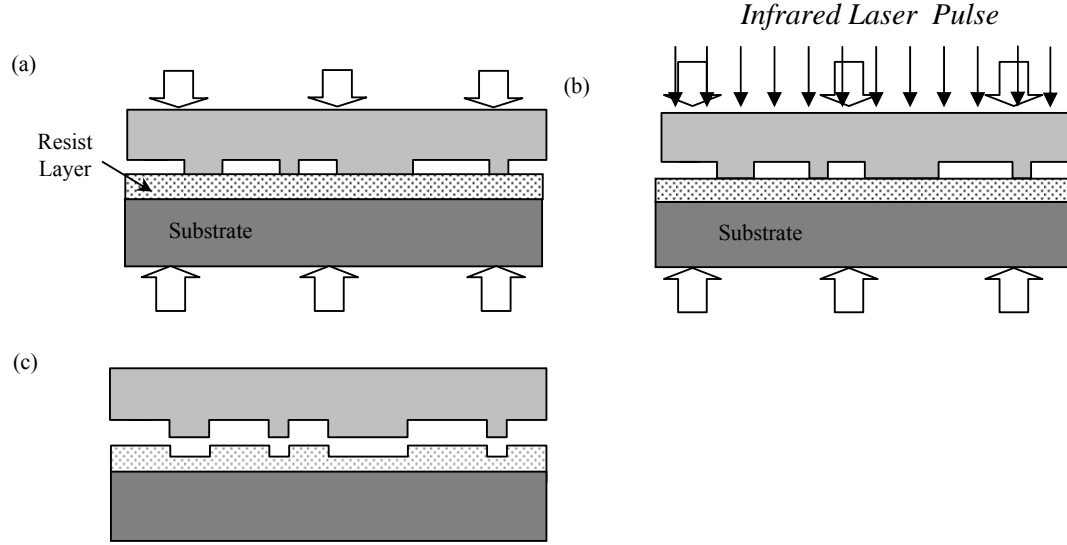 Infrared Laser Pulse
(a)
(b)
Resist
Layer
Substrate
Substrate
(c)